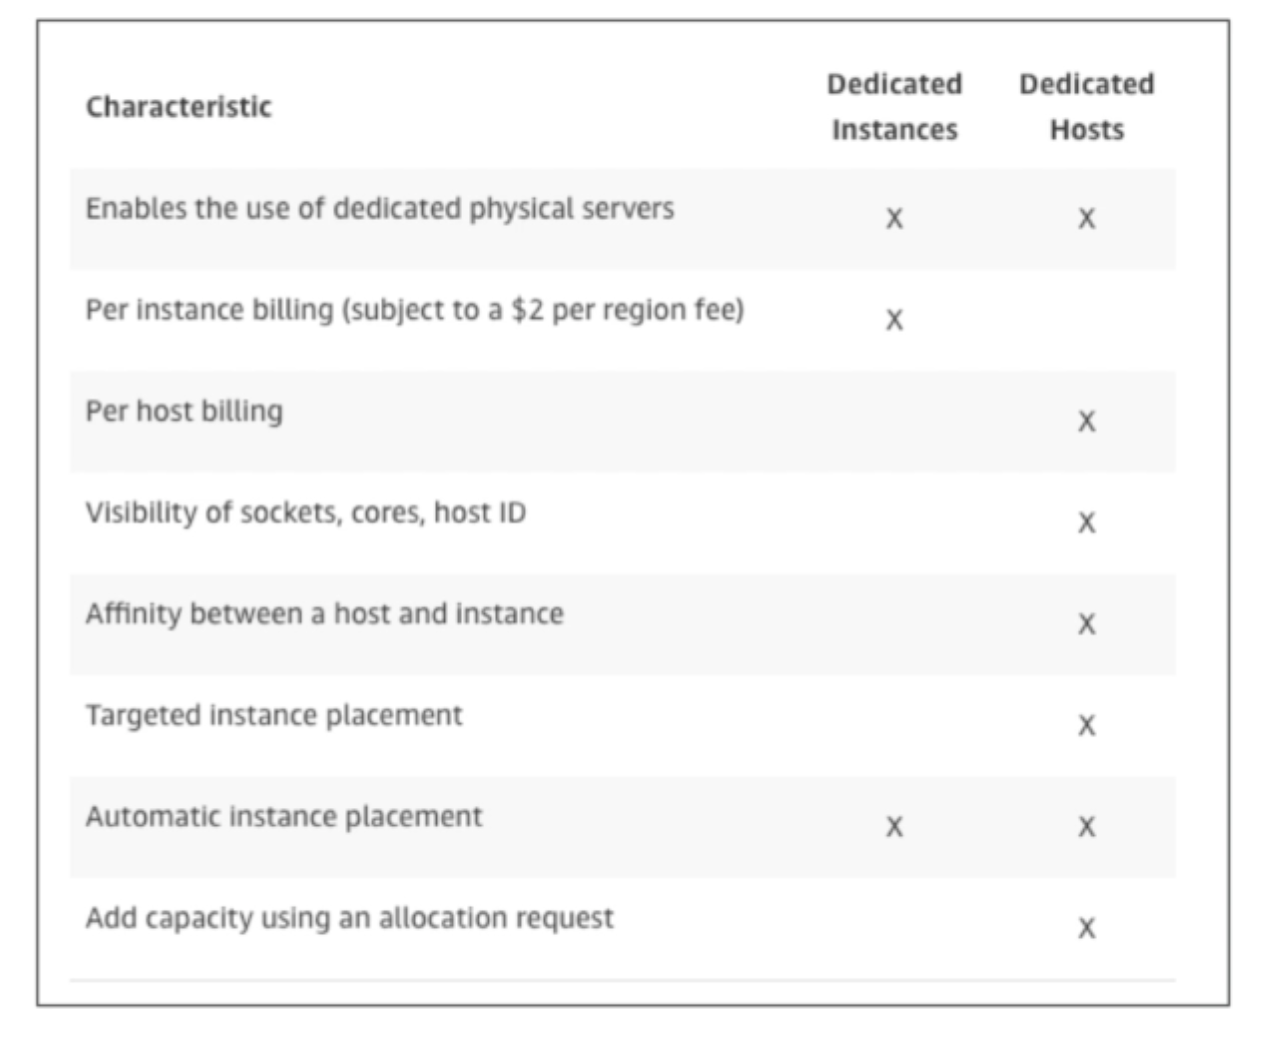 Characteristic Dedicated Instances Dedicated Hosts
Enables the use of dedicated physical servers X X
Per instance billing (subject to a $2 per region fee) X
Per host billing X
Visibility of sockets, cores, host ID X
Affinity between a host and instance X
Targeted instance placement X
Automatic instance placement X X
Add capacity using an allocation request X